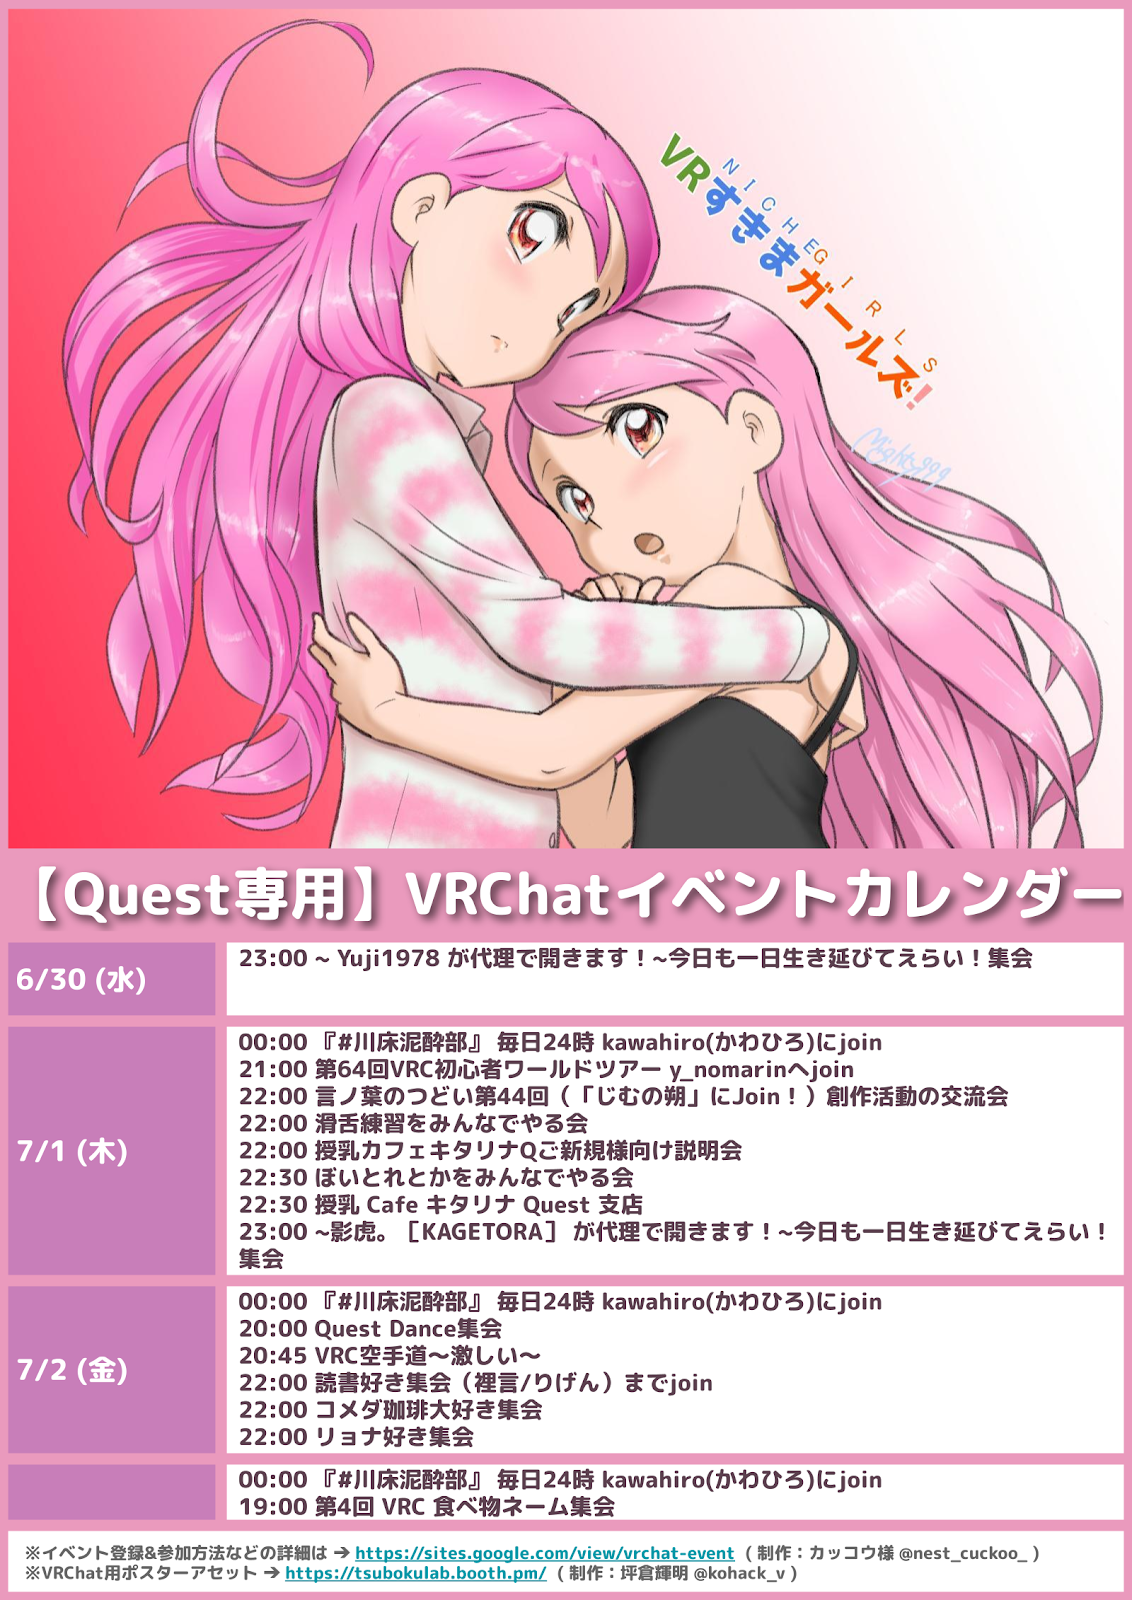 VRすきまガールズ!
NICHE GIRLS
Mighty999
【Quest専用】VRChatイベントカレンダー
6/30 (水)
23:00 ~ Yuji1978 が代理で開きます！~今日も一日生き延びてえらい！集会
7/1 (木)
00:00 『#川床泥酔部』 毎日24時 kawahiro(かわひろ)にjoin
21:00 第64回VRC初心者ワールドツアー y_nomarinへjoin
22:00 言ノ葉のつどい第44回（「じむの朔」にJoin！）創作活動の交流会
22:00 滑舌練習をみんなでやる会
22:00 授乳カフェキタリナQご新規様向け説明会
22:30 ぼいとれとかをみんなでやる会
22:30 授乳 Cafe キタリナ Quest 支店
23:00 ~影虎。［KAGETORA］ が代理で開きます！~今日も一日生き延びてえらい！
集会
7/2 (金)
00:00 『#川床泥酔部』 毎日24時 kawahiro(かわひろ)にjoin
20:00 Quest Dance集会
20:45 VRC空手道～激しい～
22:00 読書好き集会（裡言/りげん）までjoin
22:00 コメダ珈琲大好き集会
22:00 リョナ好き集会
00:00 『#川床泥酔部』 毎日24時 kawahiro(かわひろ)にjoin
19:00 第4回 VRC 食べ物ネーム集会
※イベント登録&参加方法などの詳細は → https://sites.google.com/view/vrchat-event （ 制作：カッコウ様 @nest_cuckoo_ ）
※VRChat用ポスターアセット → https://tsubokulab.booth.pm/ （ 制作：坪倉輝明 @kohack_v ）